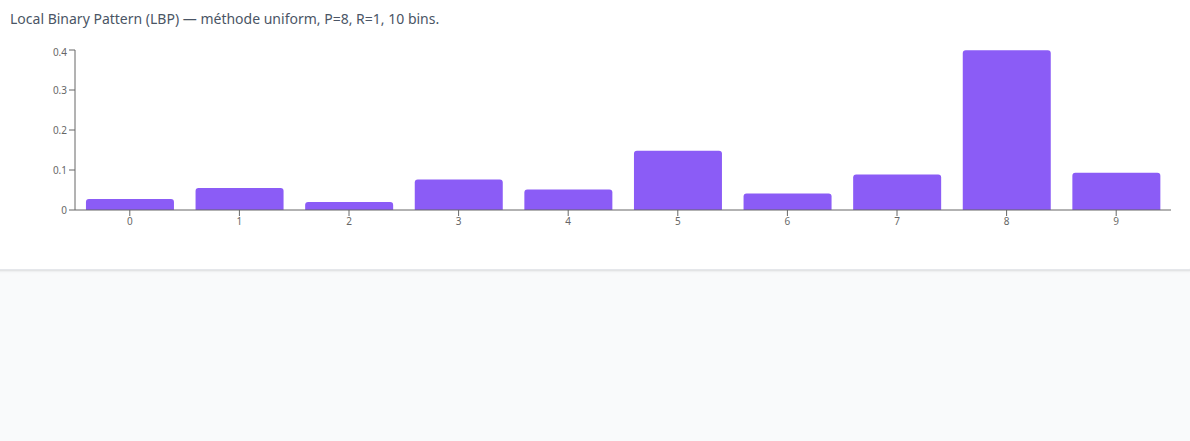 Local Binary Pattern (LBP) — méthode uniform, P=8, R=1, 10 bins.
0.4
0.3
0.2
0.1
0
0 1 2 3 4 5 6 7 8 9